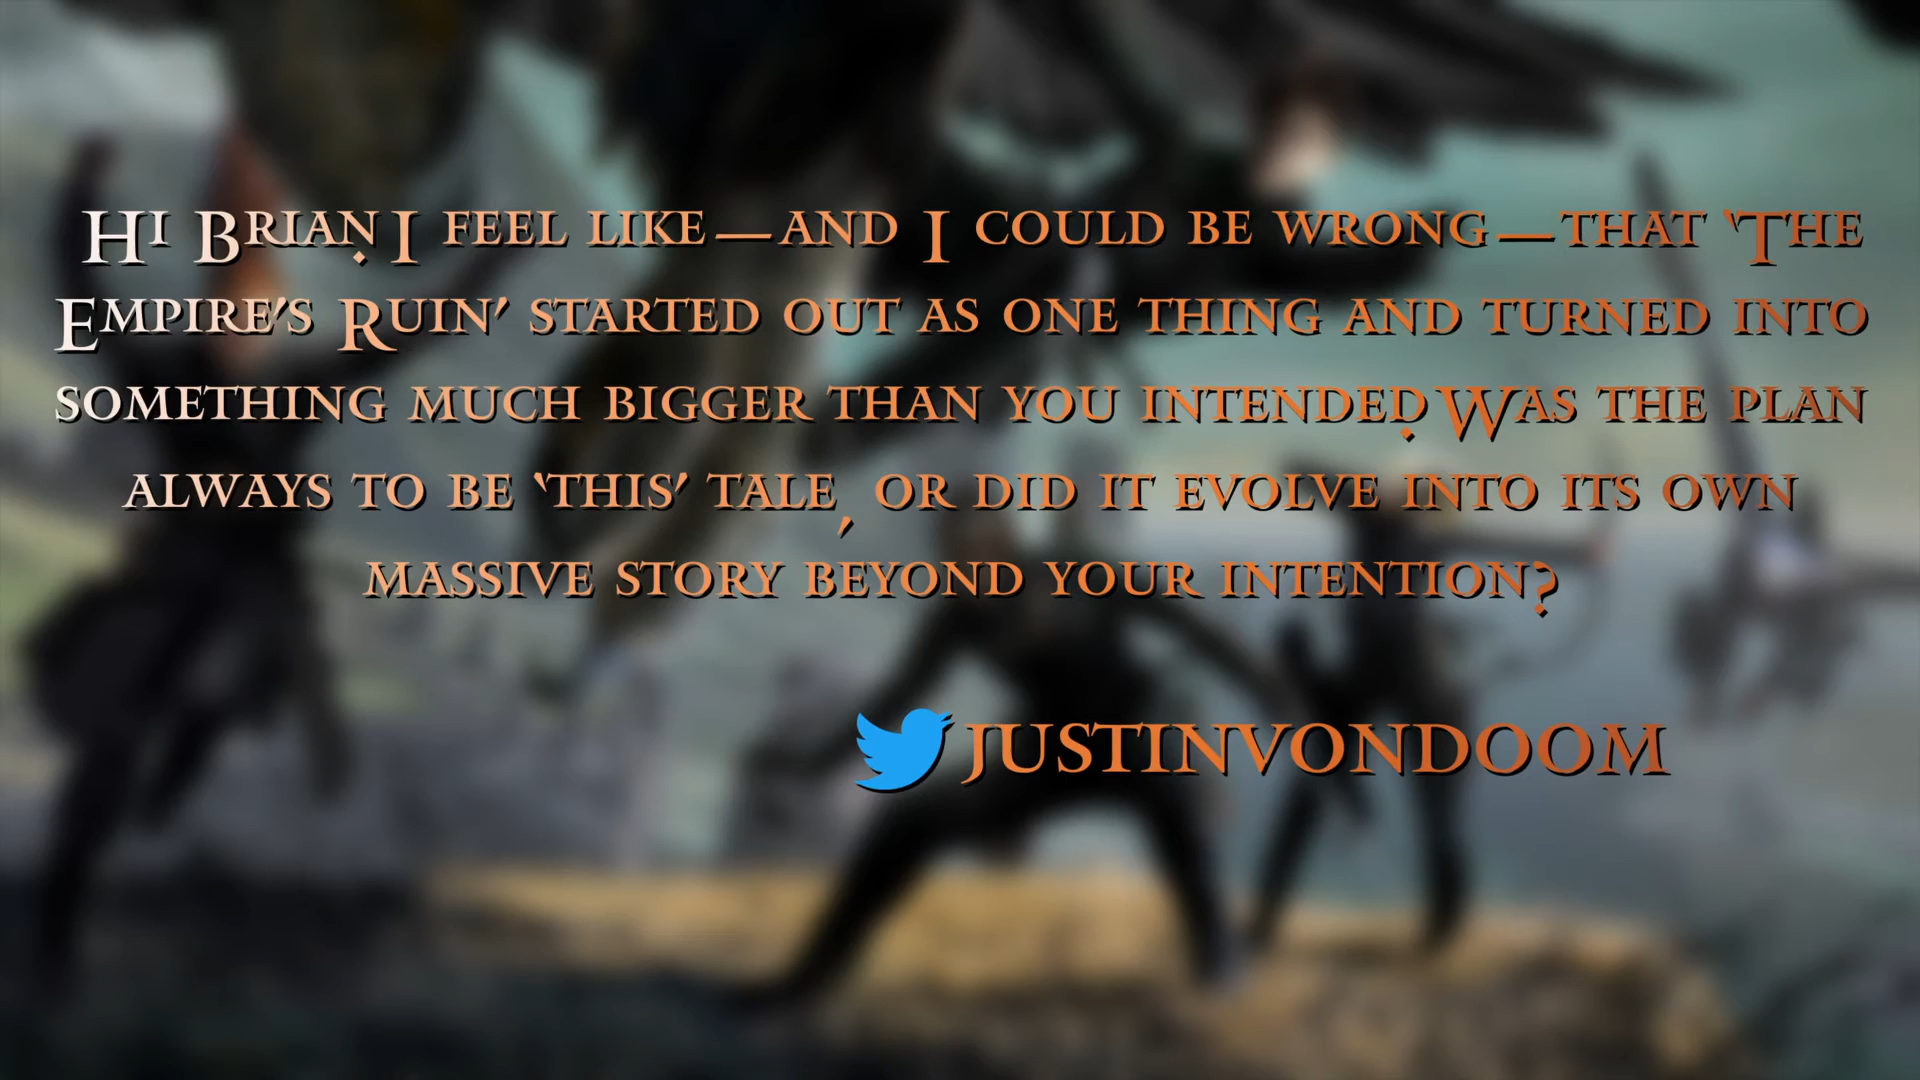 Hi Brian. I feel like—and I could be wrong—that ‘The
Empire’s Ruin’ started out as one thing and turned into
something much bigger than you intended. Was the plan
always to be ‘this’ tale, or did it evolve into its own
massive story beyond your intention?
justinvondoom